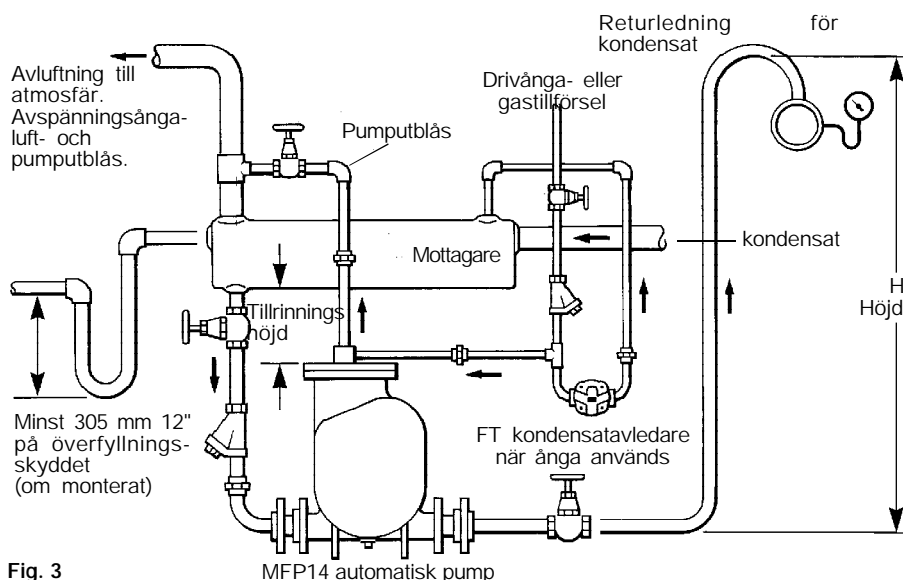 Returledning för
kondensat
Avluftning till
atmosfär.
Avspänningsånga-
luft- och
pumputblås.
Drivånga- eller
gastillförsel
Pumputblås
Mottagare
kondensat
H
Höjd
Tillrinnings
höjd
Minst 305 mm 12"
på överfyllnings-
skyddet
(om monterat)
FT kondensatavledare
när ånga används
Fig. 3
MFP14 automatisk pump